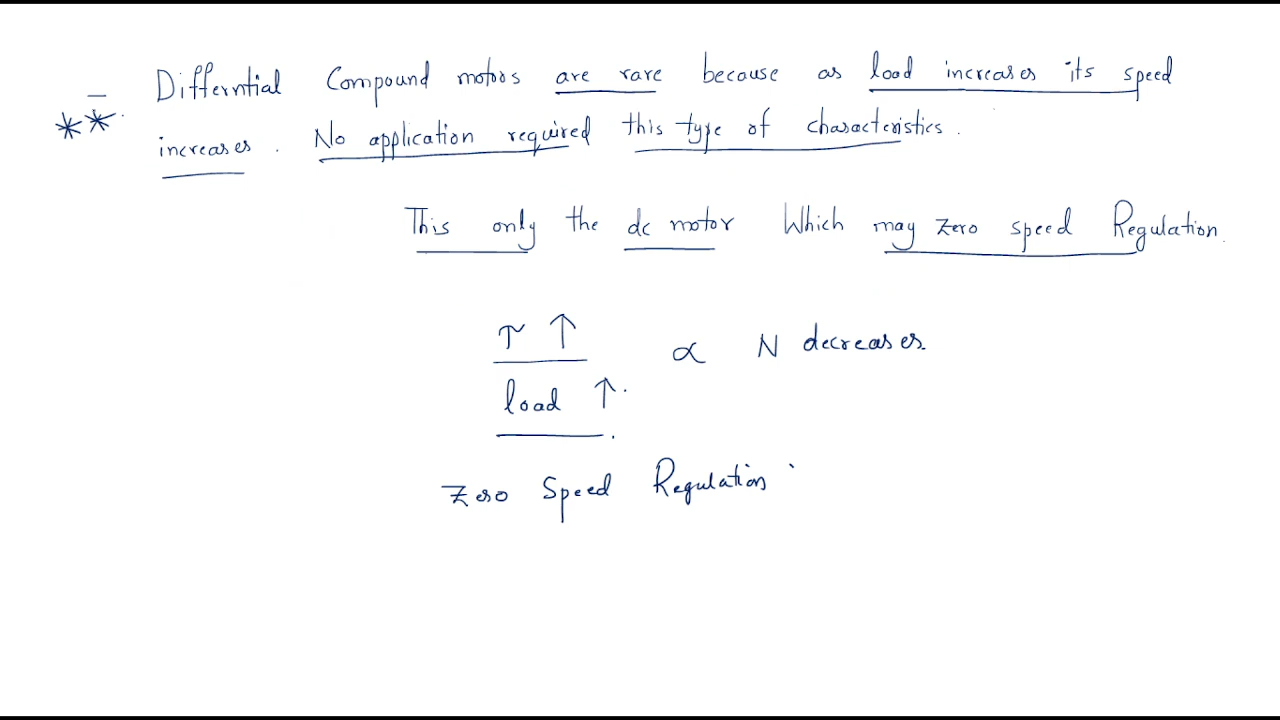 — Differntial Compound motors are rare because as load increases its speed
** increases. No application required this type of characteristics.
This only the dc motor Which may zero speed Regulation.
τ ↑ ∝ N decreases.
load ↑.
Zero Speed Regulation